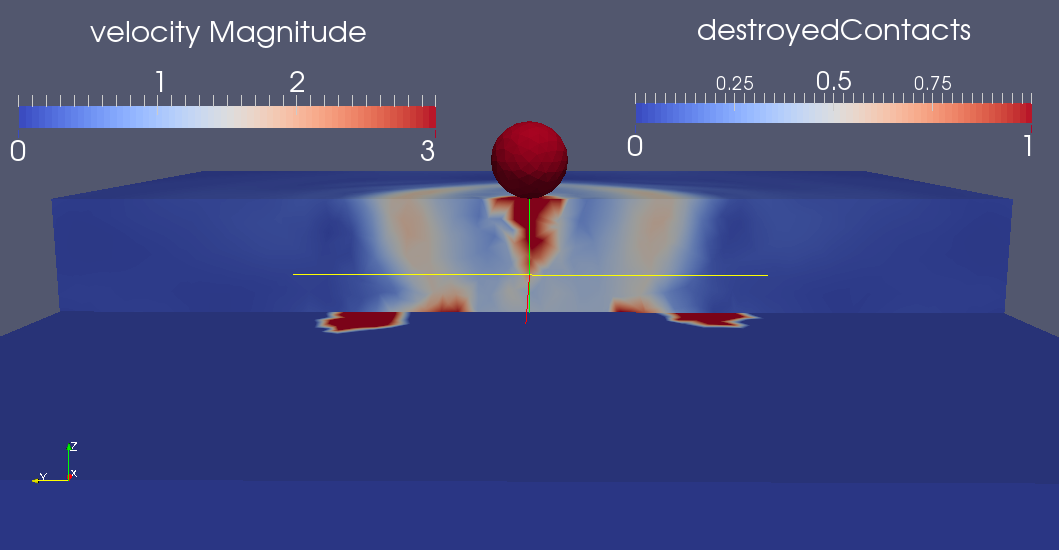 velocity Magnitude
1 2
0 3
destroyedContacts
0.25 0.5 0.75
0 1
Z
Y X